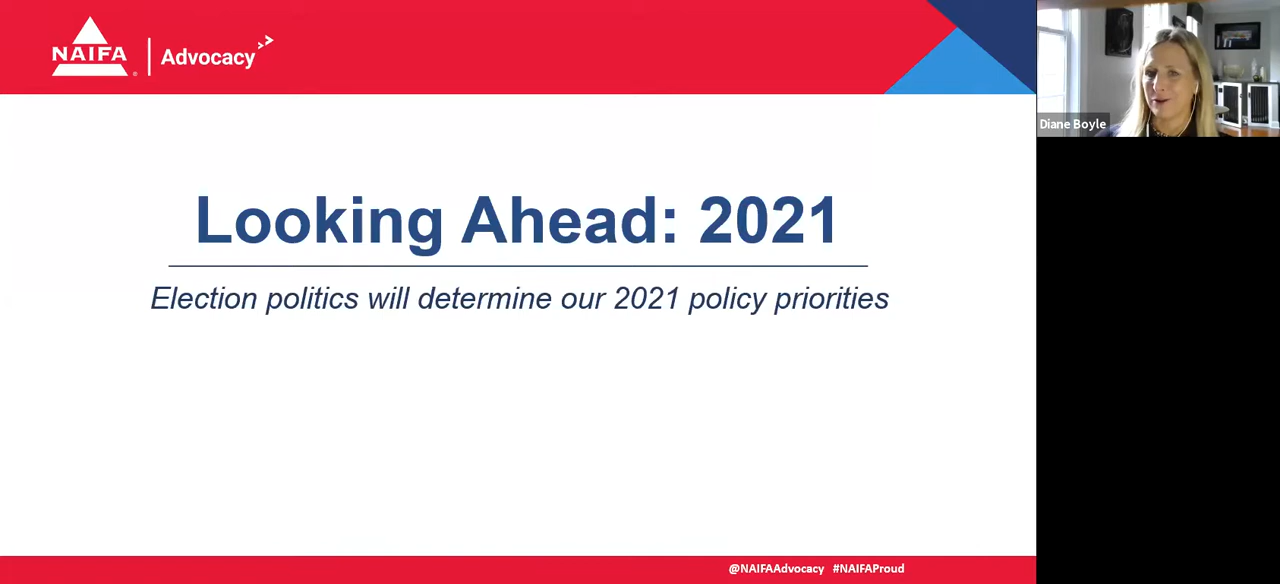 NAIFA
Advocacy
Diane Boyle
Looking Ahead: 2021
Election politics will determine our 2021 policy priorities
@NAIFAAdvocacy #NAIFAProud